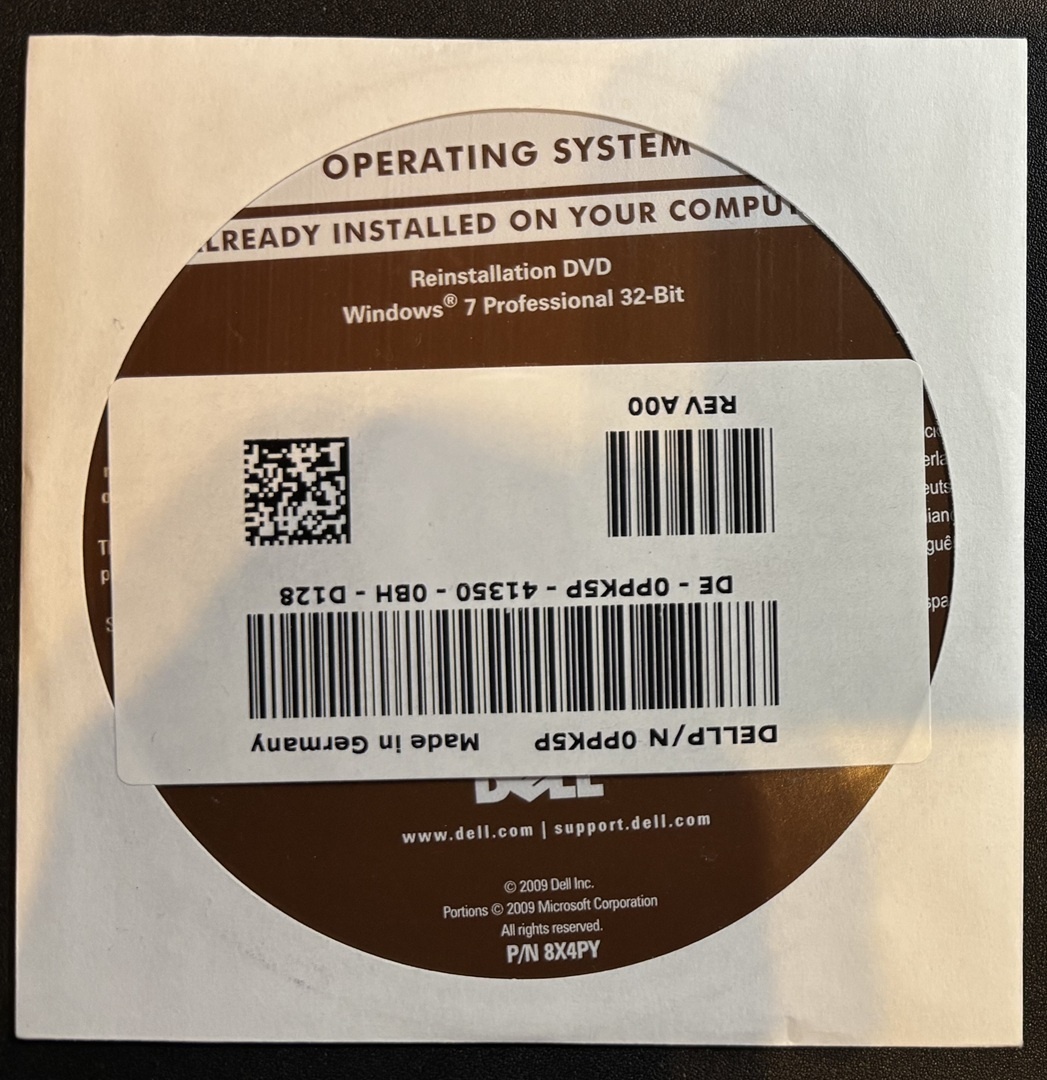 OPERATING SYSTEM
ALREADY INSTALLED ON YOUR COMPUT
Reinstallation DVD
Windows® 7 Professional 32-Bit
REV A00
DE - 0PPK5P - 41350 - 0BH - D128
DELLP/N 0PPK5P Made in Germany
DELL
www.dell.com | support.dell.com
© 2009 Dell Inc.
Portions © 2009 Microsoft Corporation
All rights reserved.
P/N 8X4PY